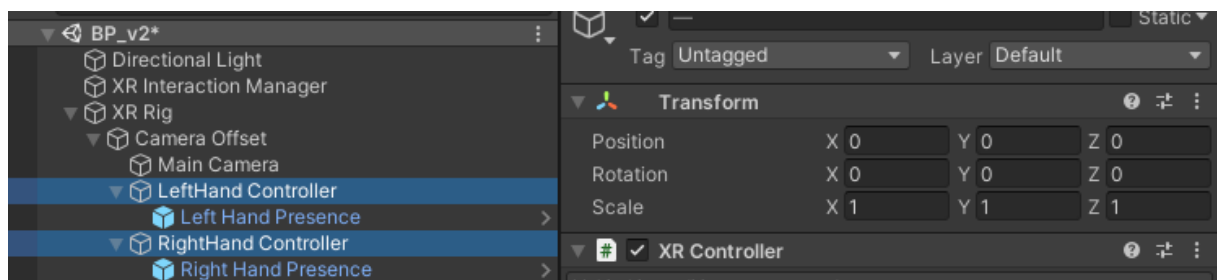 BP_v2*
Directional Light
XR Interaction Manager
XR Rig
Camera Offset
Main Camera
LeftHand Controller
Left Hand Presence
RightHand Controller
Right Hand Presence
— Static
Tag Untagged Layer Default
Transform
Position X 0 Y 0 Z 0
Rotation X 0 Y 0 Z 0
Scale X 1 Y 1 Z 1
# XR Controller